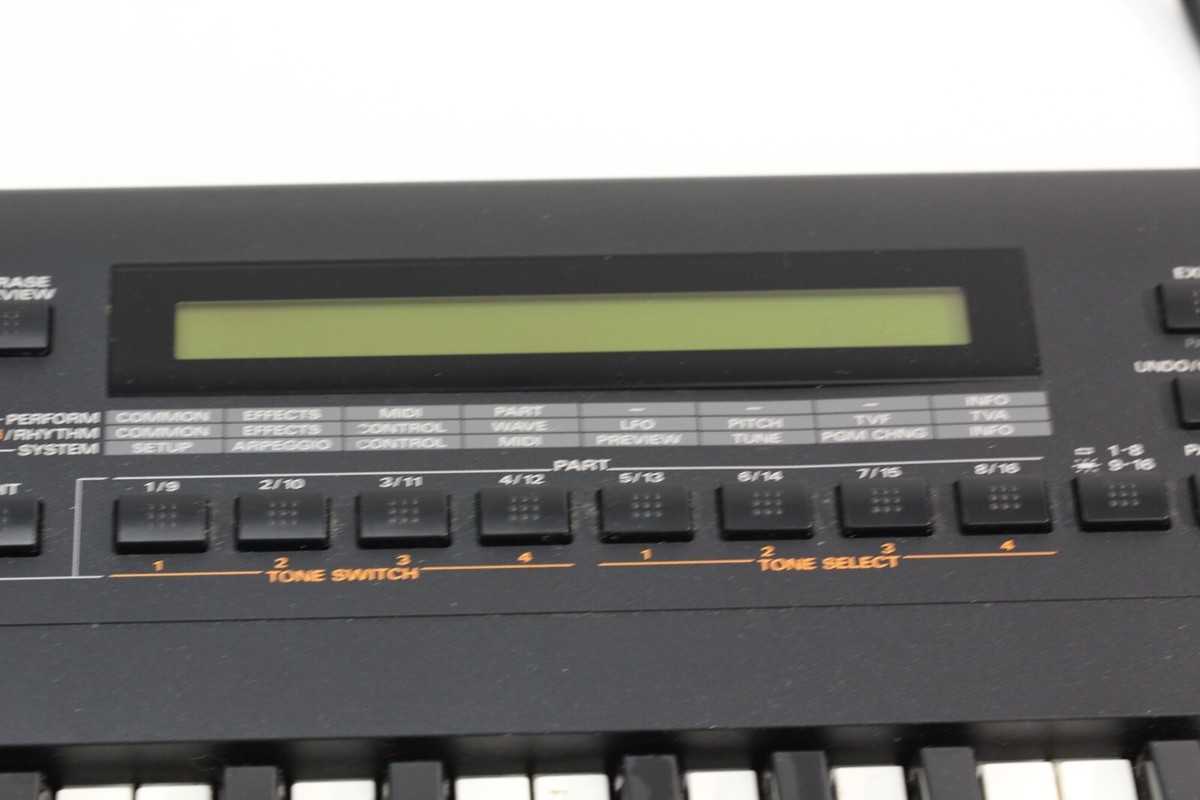 RASE
VIEW
EX
UNDO/
PERFORM COMMON EFFECTS MIDI PART — — — INFO
/RHYTHM COMMON EFFECTS CONTROL WAVE LFO PITCH TVF TVA
SYSTEM SETUP ARPEGGIO CONTROL MIDI PREVIEW TUNE PGM CHNG INFO
PART
IT 1/9 2/10 3/11 4/12 5/13 6/14 7/15 8/16
1-8
9-16
PA
1 2 3 4 1 2 3 4
TONE SWITCH TONE SELECT